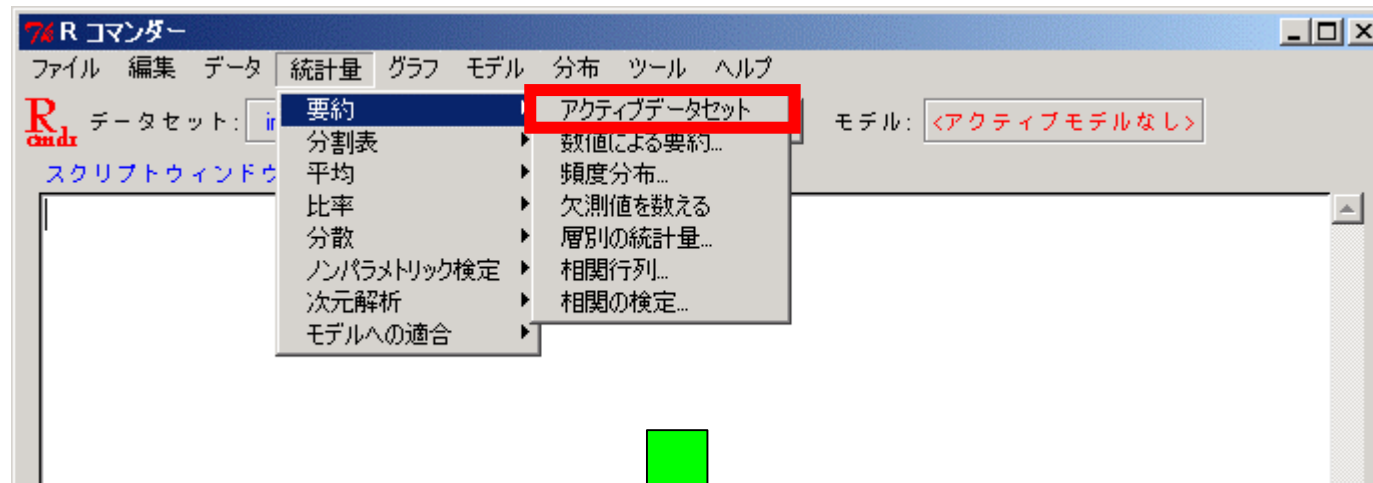 R コマンダー
ファイル 編集 データ 統計量 グラフ モデル 分布 ツール ヘルプ
R cmdr データセット: モデル: <アクティブモデルなし>
スクリプトウィンドウ
要約
分割表
平均
比率
分散
ノンパラメトリック検定
次元解析
モデルへの適合
アクティブデータセット
数値による要約...
頻度分布...
欠測値を数える
層別の統計量...
相関行列...
相関の検定...